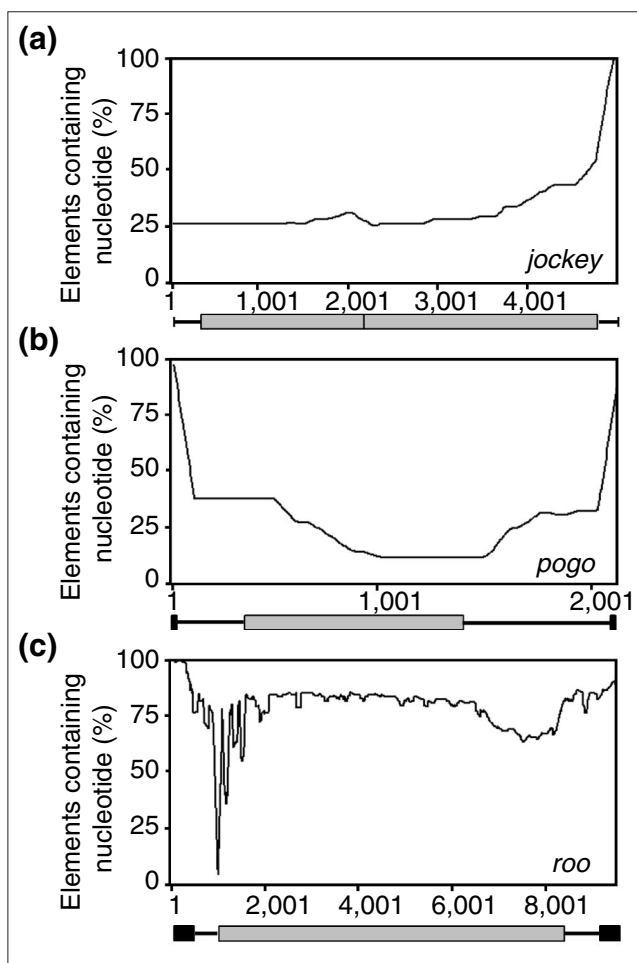 (a)
Elements containing
nucleotide (%)
100
75
50
25
0
jockey
1
1,001
2,001
3,001
4,001
(b)
Elements containing
nucleotide (%)
100
75
50
25
0
pogo
1
1,001
2,001
(c)
Elements containing
nucleotide (%)
100
75
50
25
0
roo
1
2,001
4,001
6,001
8,001